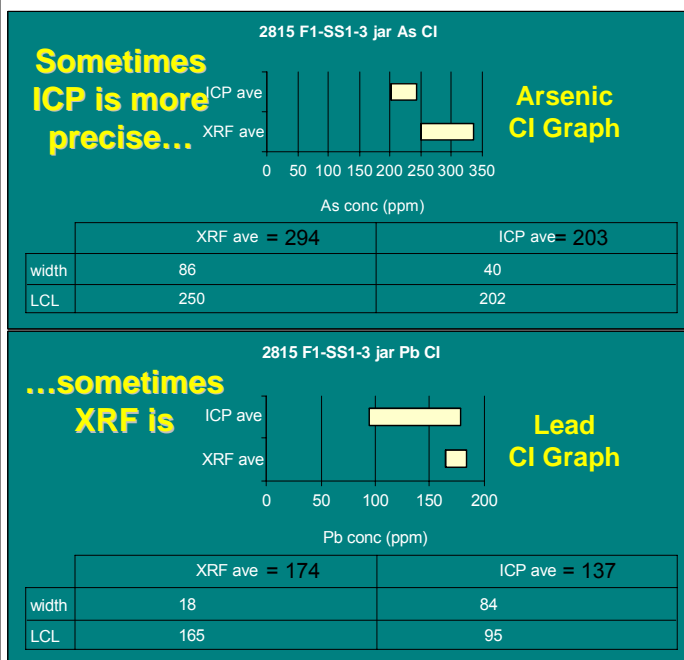 2815 F1-SS1-3 jar As CI
Sometimes
ICP is more
precise…
ICP ave
XRF ave
Arsenic
CI Graph
0 50 100 150 200 250 300 350
As conc (ppm)
XRF ave = 294 ICP ave= 203
width 86 40
LCL 250 202
2815 F1-SS1-3 jar Pb CI
…sometimes
XRF is
ICP ave
XRF ave
Lead
CI Graph
0 50 100 150 200
Pb conc (ppm)
XRF ave = 174 ICP ave = 137
width 18 84
LCL 165 95